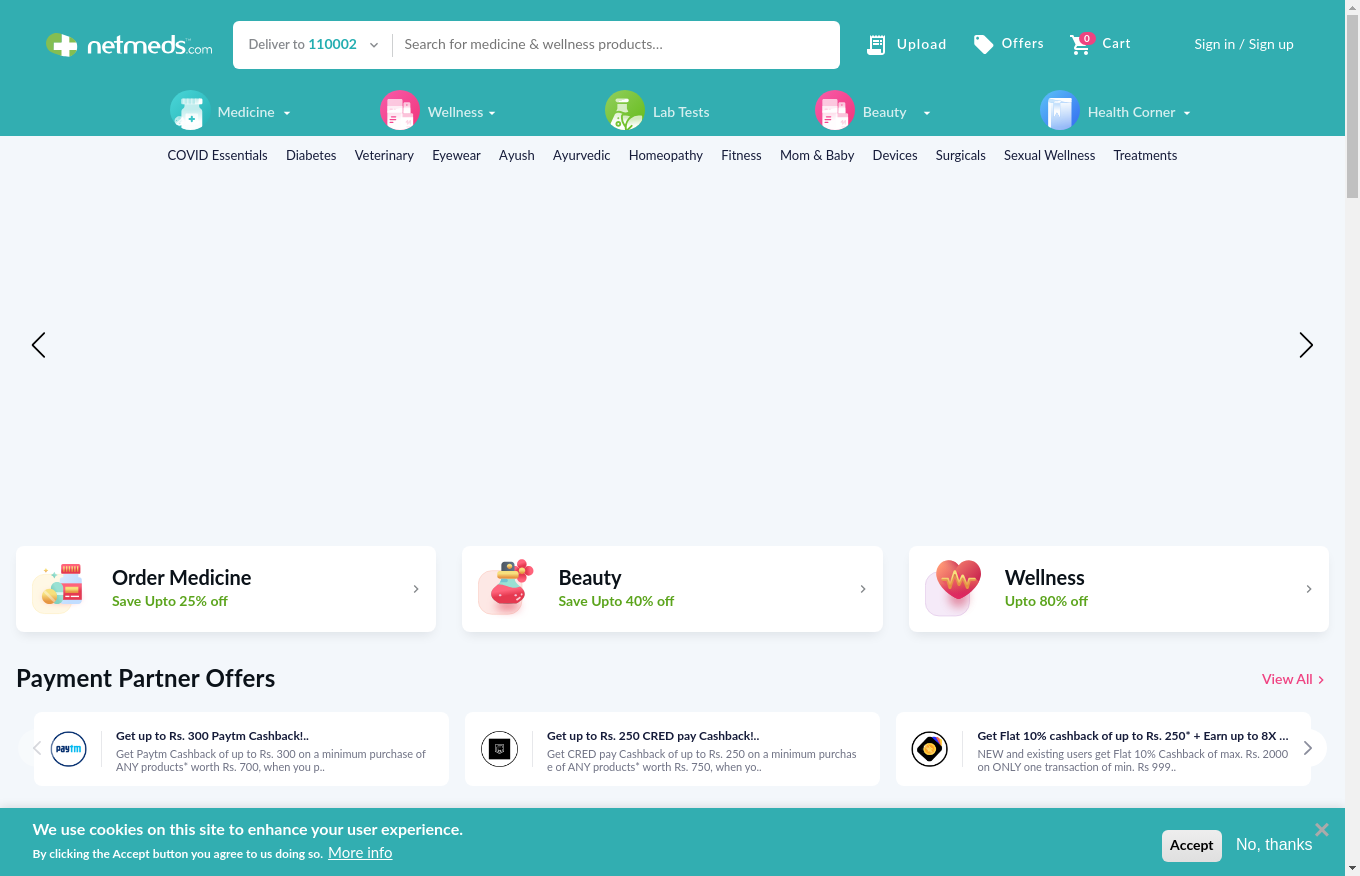 netmeds.com
Deliver to 110002
Search for medicine & wellness products...
Upload
Offers
0
Cart
Sign in / Sign up
Medicine
Wellness
Lab Tests
Beauty
Health Corner
COVID Essentials Diabetes Veterinary Eyewear Ayush Ayurvedic Homeopathy Fitness Mom & Baby Devices Surgicals Sexual Wellness Treatments
Order Medicine
Save Upto 25% off
Beauty
Save Upto 40% off
Wellness
Upto 80% off
Payment Partner Offers
View All
paytm
Get up to Rs. 300 Paytm Cashback!..
Get Paytm Cashback of up to Rs. 300 on a minimum purchase of
ANY products* worth Rs. 700, when you p..
Get up to Rs. 250 CRED pay Cashback!..
Get CRED pay Cashback of up to Rs. 250 on a minimum purchas
e of ANY products* worth Rs. 750, when yo..
Get Flat 10% cashback of up to Rs. 250* + Earn up to 8X ...
NEW and existing users get Flat 10% Cashback of max. Rs. 2000
on ONLY one transaction of min. Rs 999..
We use cookies on this site to enhance your user experience.
By clicking the Accept button you agree to us doing so. More info
Accept
No, thanks